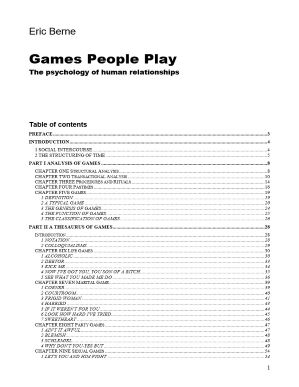 Eric Berne
Games People Play
The psychology of human relationships
Table of contents
PREFACE 3
INTRODUCTION 4
1 SOCIAL INTERCOURSE 4
2 THE STRUCTURING OF TIME 5
PART I ANALYSIS OF GAMES 8
CHAPTER ONE STRUCTURAL ANALYSIS 8
CHAPTER TWO TRANSACTIONAL ANALYSIS 10
CHAPTER THREE PROCEDURES AND RITUALS 14
CHAPTER FOUR PASTIMES 16
CHAPTER FIVE GAMES 19
1 DEFINITION 19
2 A TYPICAL GAME 20
3 THE GENESIS OF GAMES 24
4 THE FUNCTION OF GAMES 25
5 THE CLASSIFICATION OF GAMES 26
PART II A THESAURUS OF GAMES 28
INTRODUCTION 28
1 NOTATION 28
2 COLLOQUIALISMS 29
CHAPTER SIX LIFE GAMES 30
1 ALCOHOLIC 30
2 DEBTOR 33
3 KICK ME 34
4 NOW I'VE GOT YOU, YOU SON OF A BITCH 35
5 SEE WHAT YOU MADE ME DO 36
CHAPTER SEVEN MARITAL GAMES 39
1 CORNER 39
2 COURTROOM 40
3 FRIGID WOMAN 41
4 HARRIED 43
5 IF IT WEREN'T FOR YOU 44
6 LOOK HOW HARD I'VE TRIED 45
7 SWEETHEART 46
CHAPTER EIGHT PARTY GAMES 47
1 AIN'T IT AWFUL 47
2 BLEMISH 48
3 SCHLEMIEL 48
4 WHY DON'T YOU-YES BUT 49
CHAPTER NINE SEXUAL GAMES 54
1 LET'S YOU AND HIM FIGHT 54
1